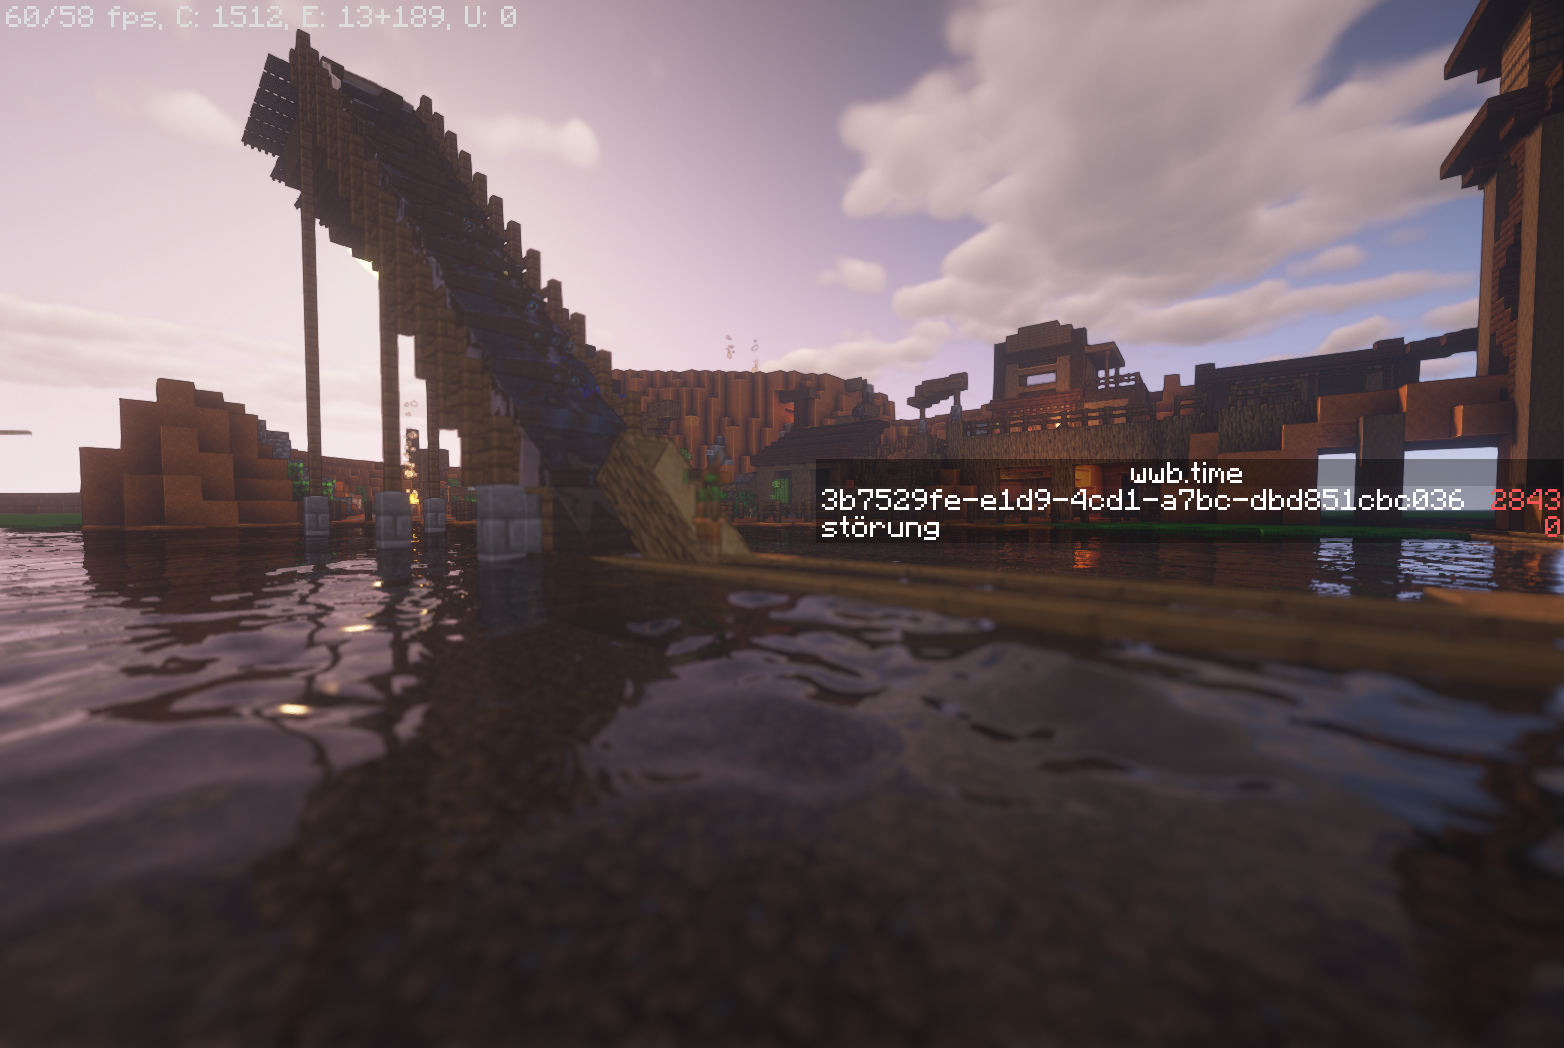 60/58 fps, C: 1512, E: 13+189, U: 0
wwb.time
3b7529fe-e1d9-4cd1-a7bc-dbd851cbc036 2843
störung 0